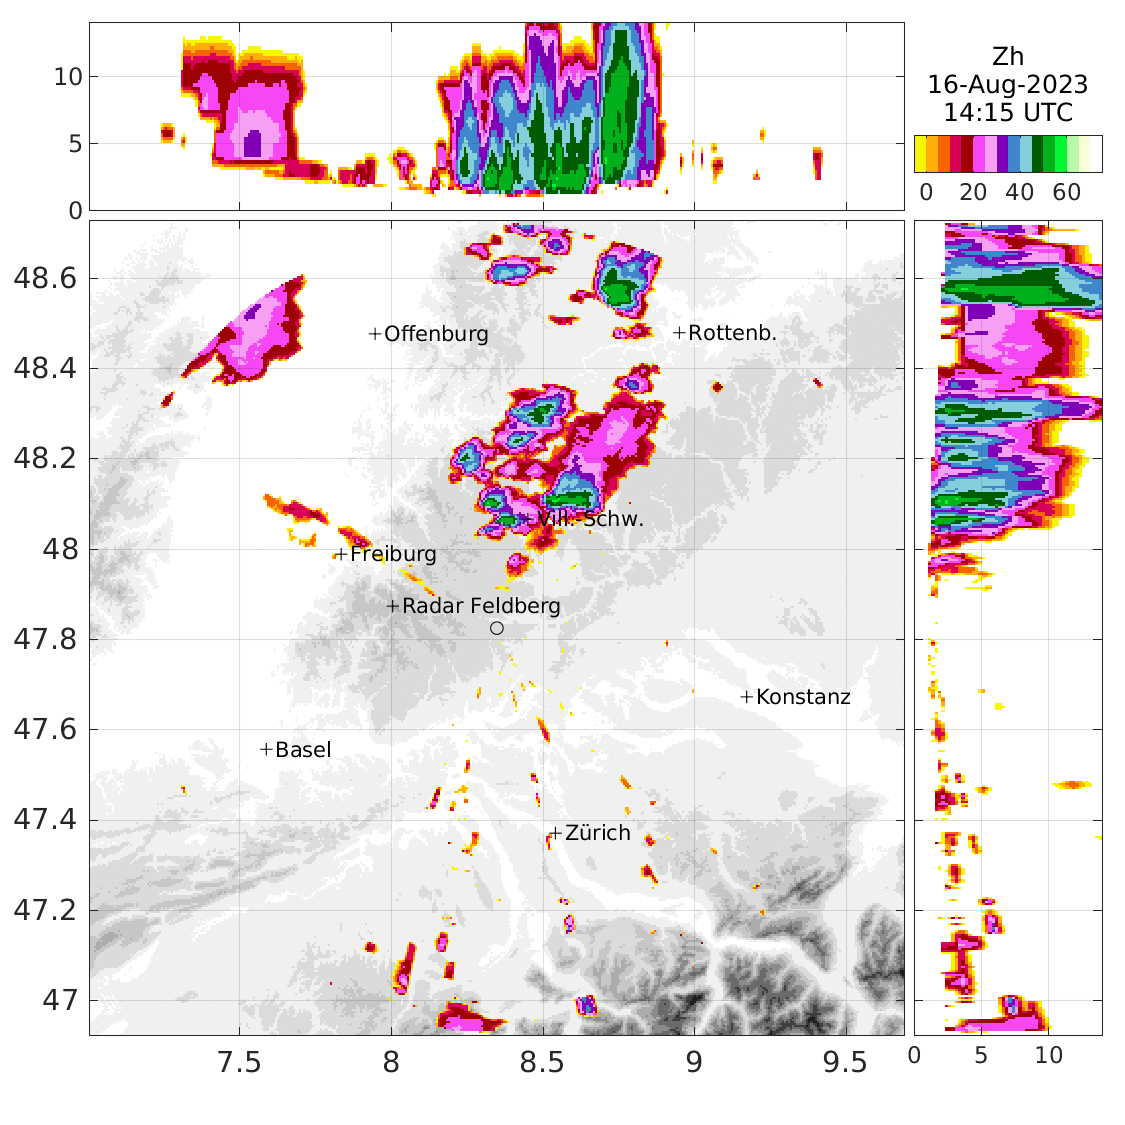 10
5
0
Zh
16-Aug-2023
14:15 UTC
0 20 40 60
48.6
48.4
48.2
48
47.8
47.6
47.4
47.2
47
Offenburg
Rottenb.
Vill.-Schw.
Freiburg
Radar Feldberg
Konstanz
Basel
Zürich
7.5 8 8.5 9 9.5
0 5 10